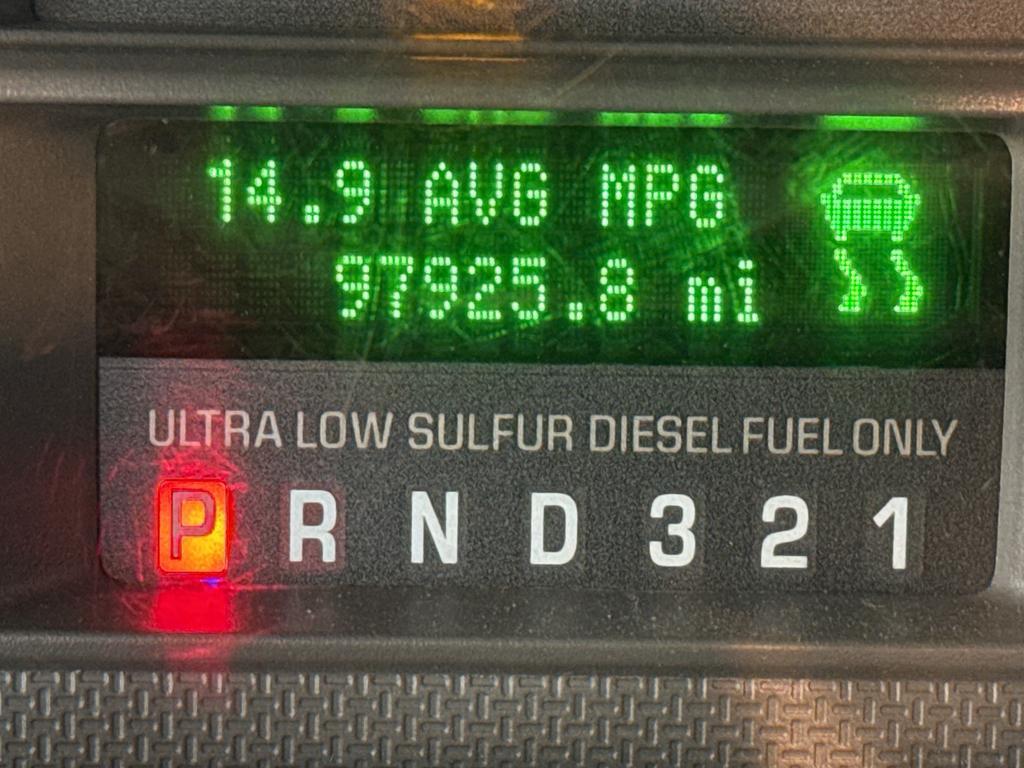 14.9 AVG MPG
97925.8 mi
ULTRA LOW SULFUR DIESEL FUEL ONLY
P R N D 3 2 1